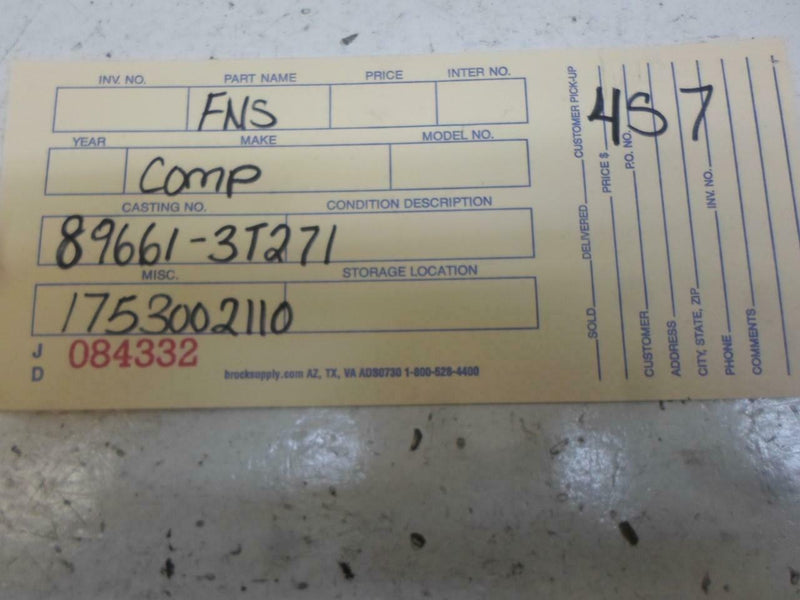 INV. NO. PART NAME PRICE INTER NO.
FNS
YEAR MAKE MODEL NO.
Comp
CASTING NO. CONDITION DESCRIPTION
89661-3T271
MISC. STORAGE LOCATION
1753002110
J D 084332
brocksupply.com AZ, TX, VA ADS0730 1-800-528-4400
SOLD DELIVERED CUSTOMER PICK-UP
PRICE $
CUSTOMER P.O. NO.
ADDRESS
CITY, STATE, ZIP INV. NO.
PHONE
COMMENTS
4S7